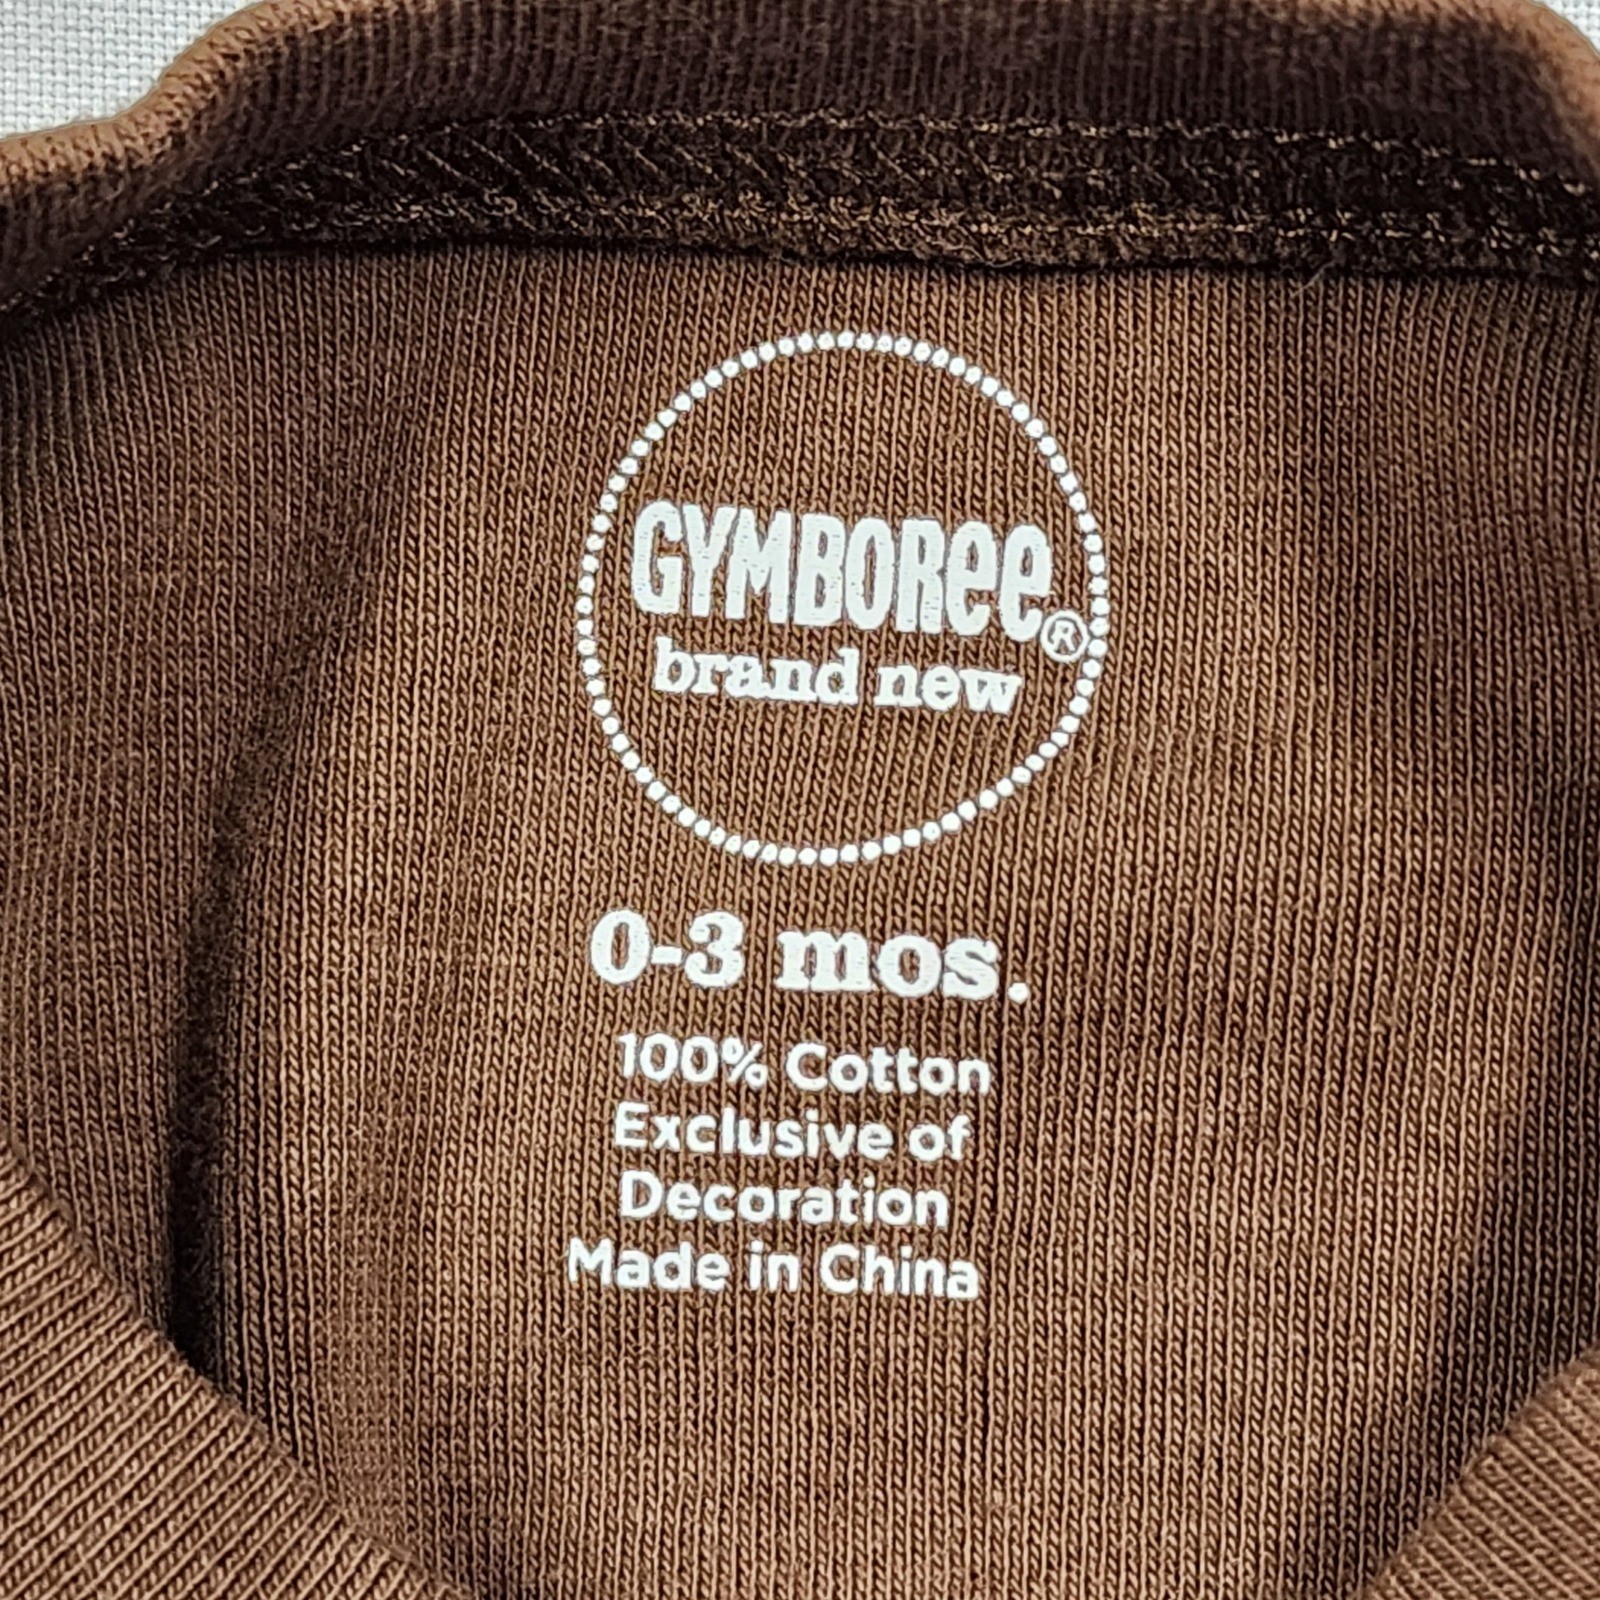 GYMBORee®
brand new
0-3 mos.
100% Cotton
Exclusive of
Decoration
Made in China